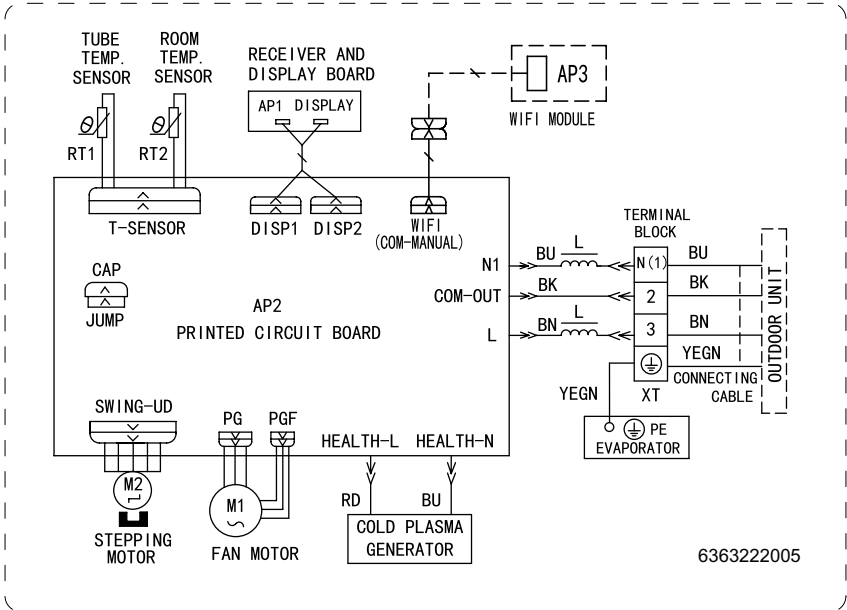 TUBE
TEMP.
SENSOR
ROOM
TEMP.
SENSOR
RECEIVER AND
DISPLAY BOARD
AP1 DISPLAY
AP3
WIFI MODULE
RT1
RT2
T-SENSOR
DISP1
DISP2
WIFI
(COM-MANUAL)
TERMINAL
BLOCK
N1
BU
L
N(1)
BU
CAP
JUMP
COM-OUT
BK
2
BK
AP2
PRINTED CIRCUIT BOARD
L
BN
L
3
BN
YEGN
OUTDOOR UNIT
CONNECTING
CABLE
XT
YEGN
PE
EVAPORATOR
SWING-UD
PG
PGF
HEALTH-L
HEALTH-N
M2
M1
RD
BU
STEPPING
MOTOR
FAN MOTOR
COLD PLASMA
GENERATOR
6363222005